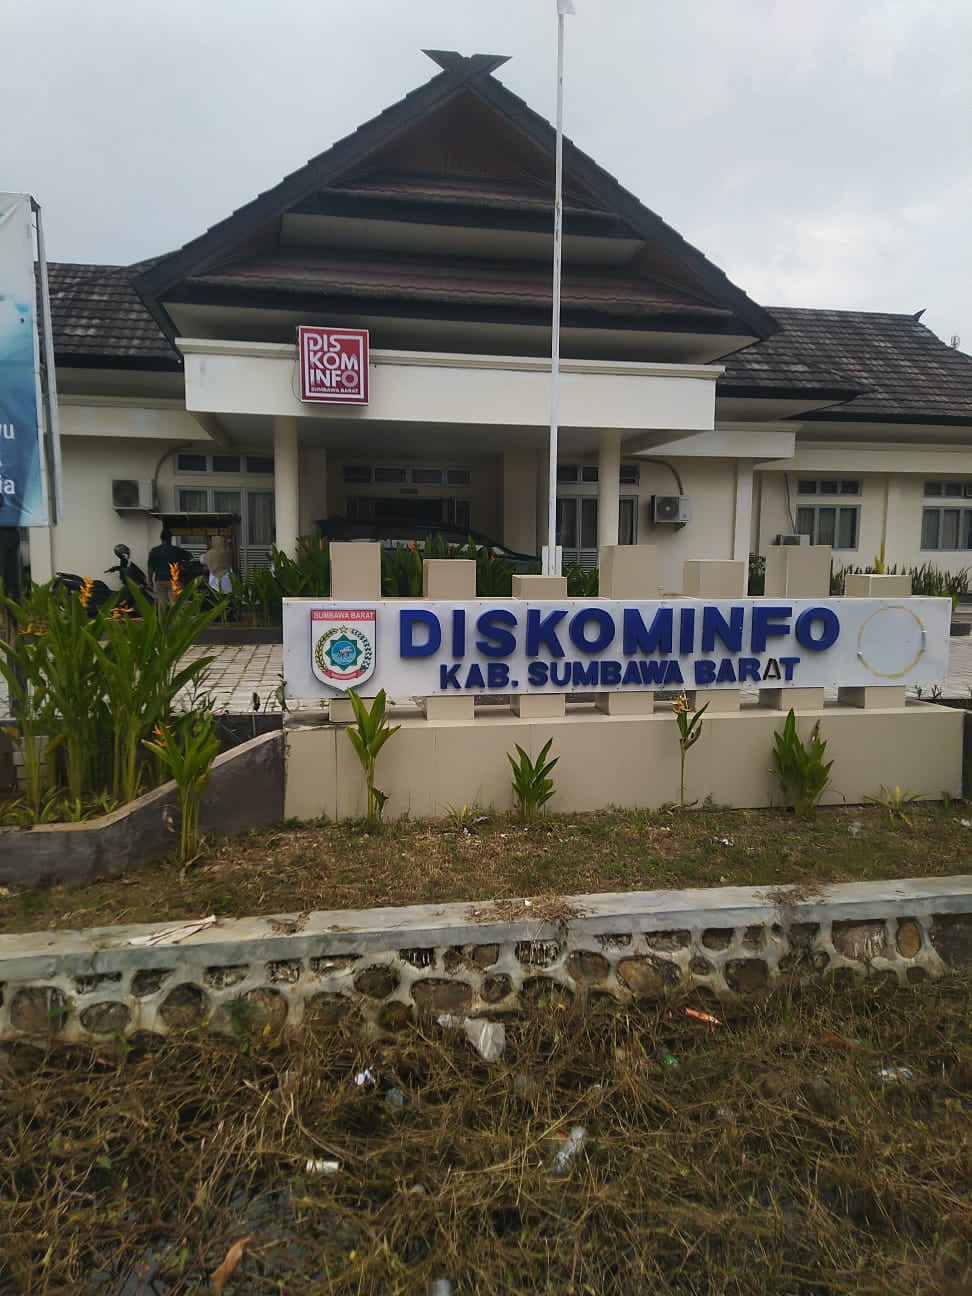 DIS
KOM
INFO
SUMBAWA BARAT
SUMBAWA BARAT
DISKOMINFO
KAB. SUMBAWA BARAT